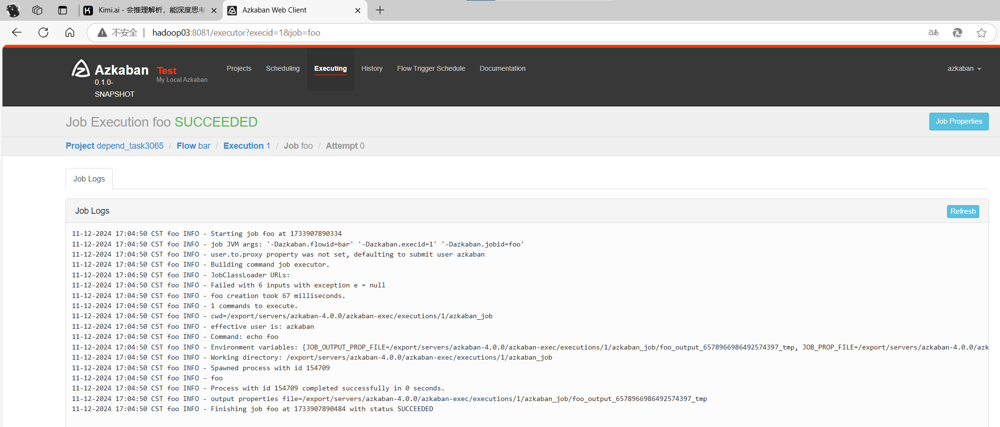 Kimi.ai - 会推理解析，能深度思考
Azkaban Web Client
不安全 | hadoop03:8081/executor?execid=1&job=foo
Azkaban
0.1.0-
SNAPSHOT
Test
My Local Azkaban
Projects
Scheduling
Executing
History
Flow Trigger Schedule
Documentation
azkaban
Job Execution foo SUCCEEDED
Job Properties
Project depend_task3065 / Flow bar / Execution 1 / Job foo / Attempt 0
Job Logs
Job Logs
Refresh
11-12-2024 17:04:50 CST foo INFO - Starting job foo at 1733907890334
11-12-2024 17:04:50 CST foo INFO - job JVM args: '-Dazkaban.flowid=bar' '-Dazkaban.execid=1' '-Dazkaban.jobid=foo'
11-12-2024 17:04:50 CST foo INFO - user.to.proxy property was not set, defaulting to submit user azkaban
11-12-2024 17:04:50 CST foo INFO - Building command job executor.
11-12-2024 17:04:50 CST foo INFO - JobClassLoader URLs:
11-12-2024 17:04:50 CST foo INFO - Failed with 6 inputs with exception e = null
11-12-2024 17:04:50 CST foo INFO - foo creation took 67 milliseconds.
11-12-2024 17:04:50 CST foo INFO - 1 commands to execute.
11-12-2024 17:04:50 CST foo INFO - cwd=/export/servers/azkaban-4.0.0/azkaban-exec/executions/1/azkaban_job
11-12-2024 17:04:50 CST foo INFO - effective user is: azkaban
11-12-2024 17:04:50 CST foo INFO - Command: echo foo
11-12-2024 17:04:50 CST foo INFO - Environment variables: {JOB_OUTPUT_PROP_FILE=/export/servers/azkaban-4.0.0/azkaban-exec/executions/1/azkaban_job/foo_output_6578966986492574397_tmp, JOB_PROP_FILE=/export/servers/azkaban-4.0.0/azk
11-12-2024 17:04:50 CST foo INFO - Working directory: /export/servers/azkaban-4.0.0/azkaban-exec/executions/1/azkaban_job
11-12-2024 17:04:50 CST foo INFO - Spawned process with id 154709
11-12-2024 17:04:50 CST foo INFO - foo
11-12-2024 17:04:50 CST foo INFO - Process with id 154709 completed successfully in 0 seconds.
11-12-2024 17:04:50 CST foo INFO - output properties file=/export/servers/azkaban-4.0.0/azkaban-exec/executions/1/azkaban_job/foo_output_6578966986492574397_tmp
11-12-2024 17:04:50 CST foo INFO - Finishing job foo at 1733907890484 with status SUCCEEDED